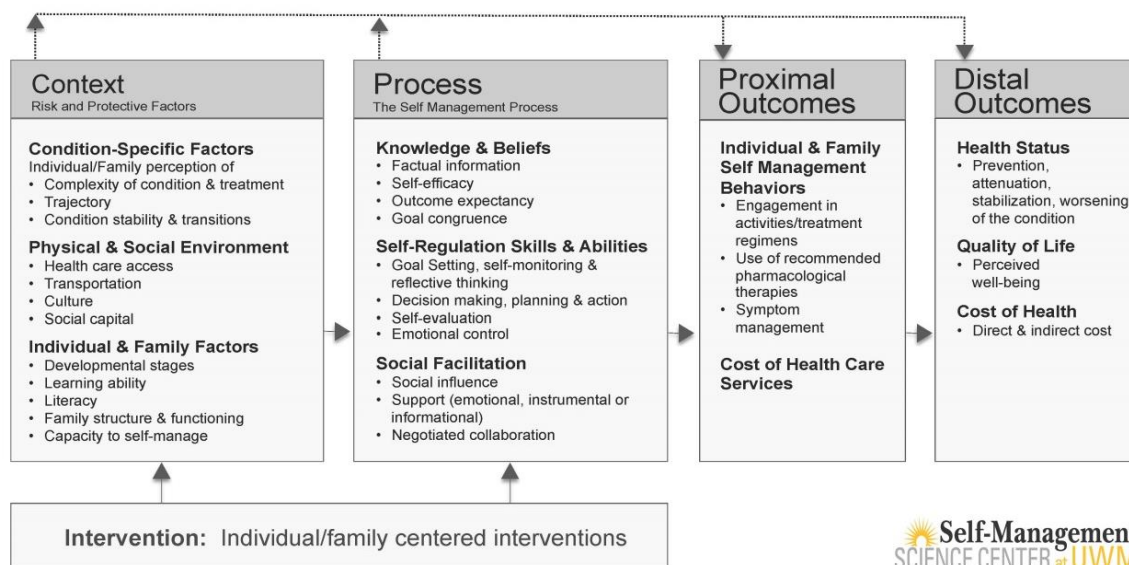 Context
Risk and Protective Factors
Condition-Specific Factors
Individual/Family perception of
• Complexity of condition & treatment
• Trajectory
• Condition stability & transitions
Physical & Social Environment
• Health care access
• Transportation
• Culture
• Social capital
Individual & Family Factors
• Developmental stages
• Learning ability
• Literacy
• Family structure & functioning
• Capacity to self-manage
Process
The Self Management Process
Knowledge & Beliefs
• Factual information
• Self-efficacy
• Outcome expectancy
• Goal congruence
Self-Regulation Skills & Abilities
• Goal Setting, self-monitoring &
reflective thinking
• Decision making, planning & action
• Self-evaluation
• Emotional control
Social Facilitation
• Social influence
• Support (emotional, instrumental or
informational)
• Negotiated collaboration
Proximal
Outcomes
Individual & Family
Self Management
Behaviors
• Engagement in
activities/treatment
regimens
• Use of recommended
pharmacological
therapies
• Symptom
management
Cost of Health Care
Services
Distal
Outcomes
Health Status
• Prevention,
attenuation,
stabilization, worsening
of the condition
Quality of Life
• Perceived
well-being
Cost of Health
• Direct & indirect cost
Intervention: Individual/family centered interventions
Self-Managemen
SCIENCE CENTER at UWM